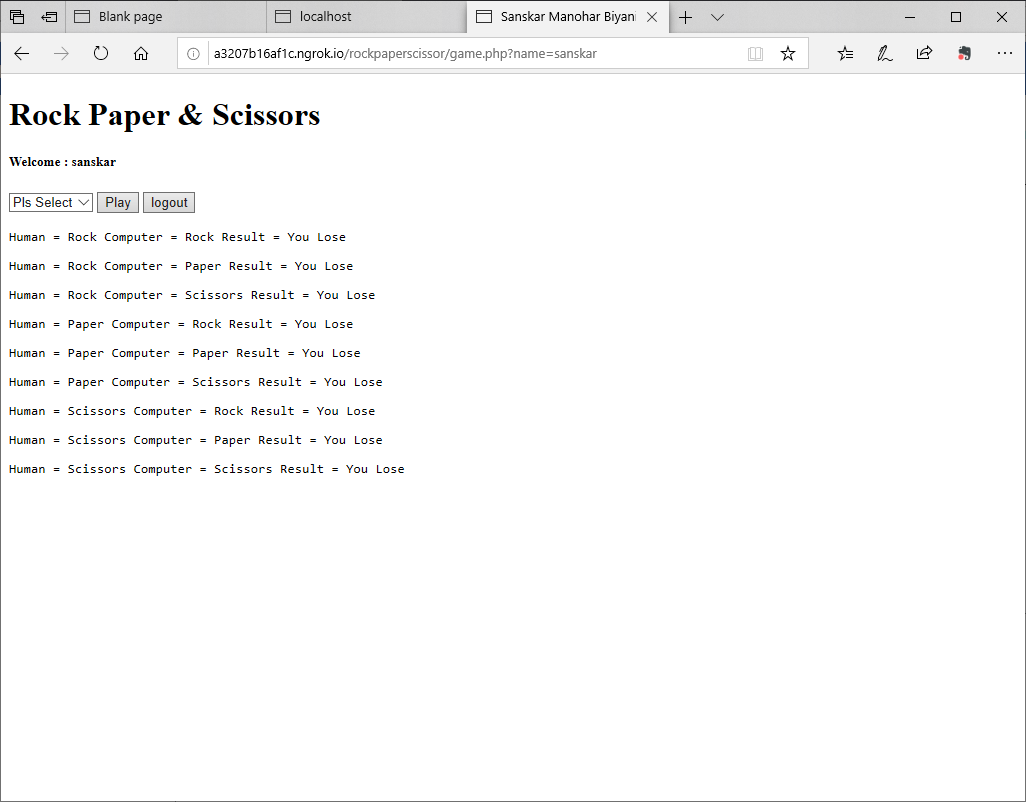 Blank page
localhost
Sanskar Manohar Biyani
a3207b16af1c.ngrok.io/rockpaperscissor/game.php?name=sanskar
Rock Paper & Scissors
Welcome : sanskar
Pls Select Play logout
Human = Rock Computer = Rock Result = You Lose
Human = Rock Computer = Paper Result = You Lose
Human = Rock Computer = Scissors Result = You Lose
Human = Paper Computer = Rock Result = You Lose
Human = Paper Computer = Paper Result = You Lose
Human = Paper Computer = Scissors Result = You Lose
Human = Scissors Computer = Rock Result = You Lose
Human = Scissors Computer = Paper Result = You Lose
Human = Scissors Computer = Scissors Result = You Lose